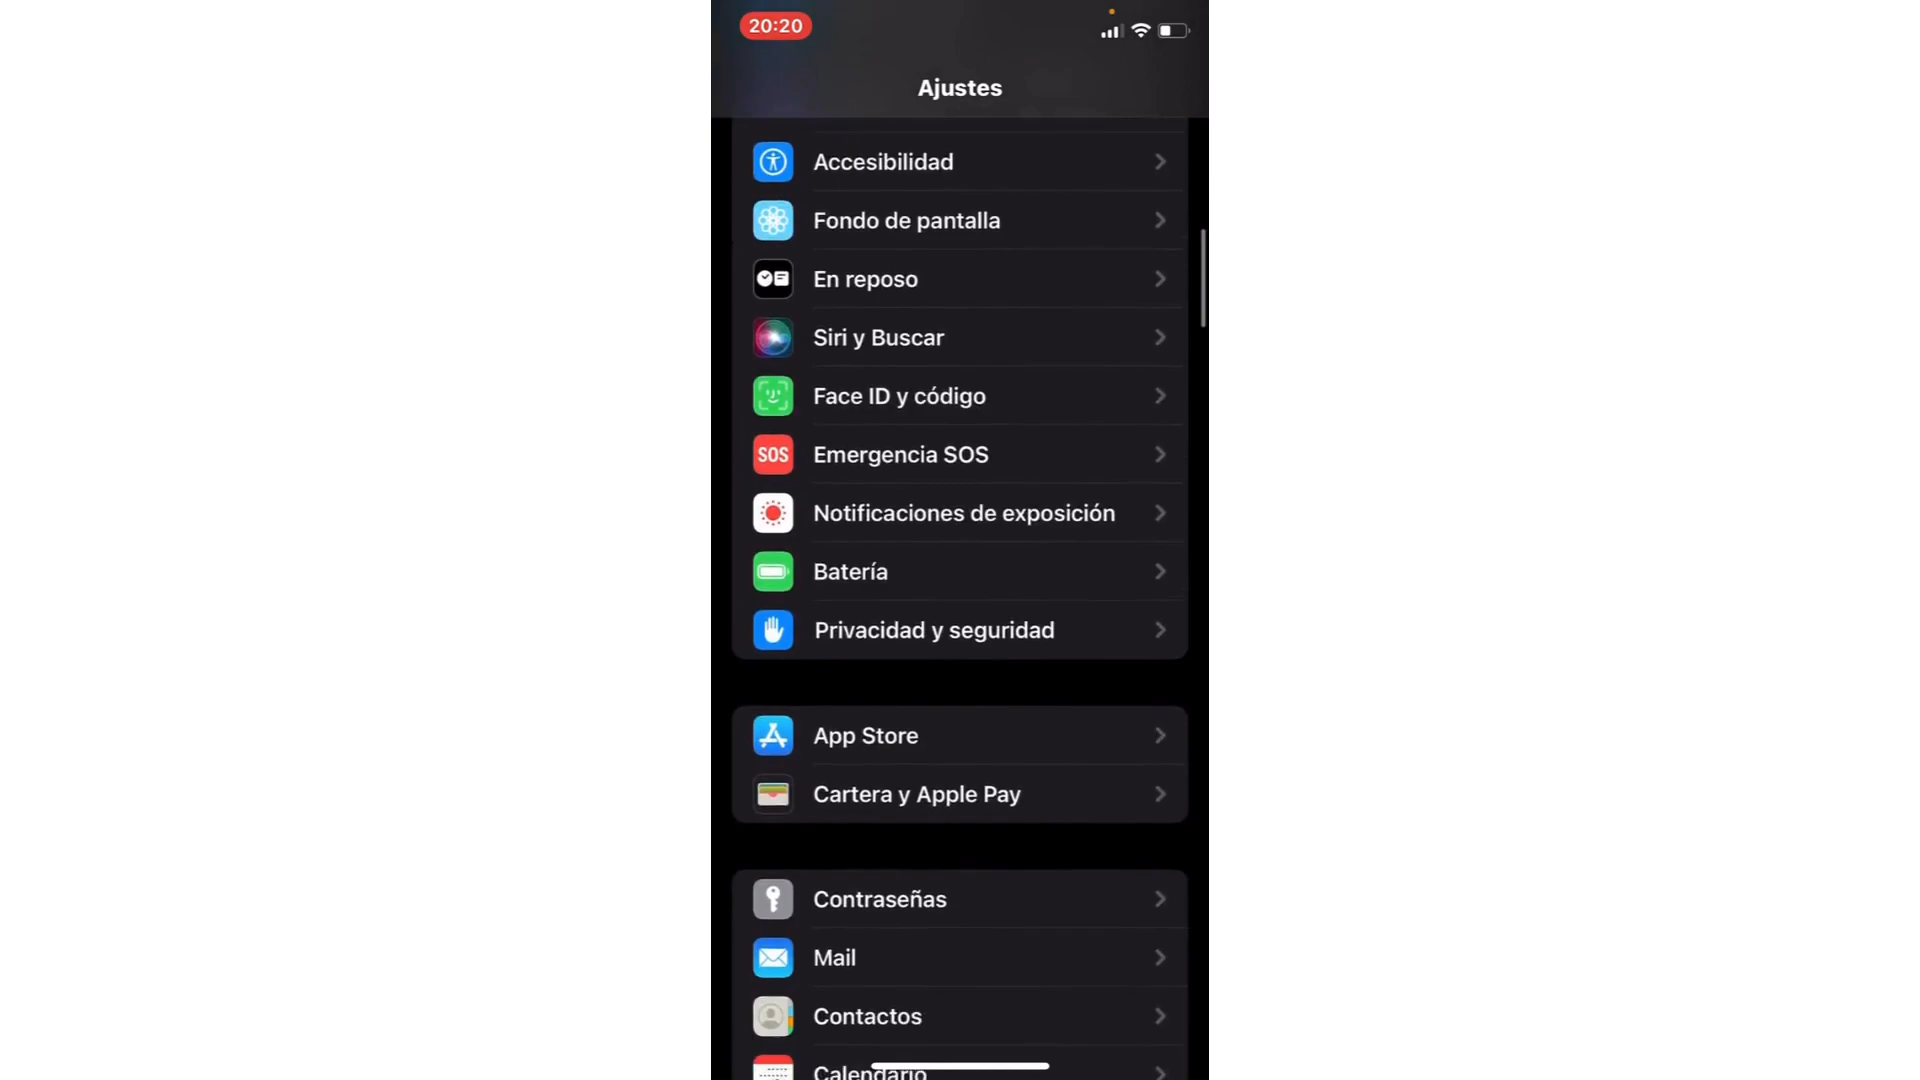 20:20
Ajustes
Accesibilidad
Fondo de pantalla
En reposo
Siri y Buscar
Face ID y código
SOS Emergencia SOS
Notificaciones de exposición
Batería
Privacidad y seguridad
App Store
Cartera y Apple Pay
Contraseñas
Mail
Contactos
Calendario